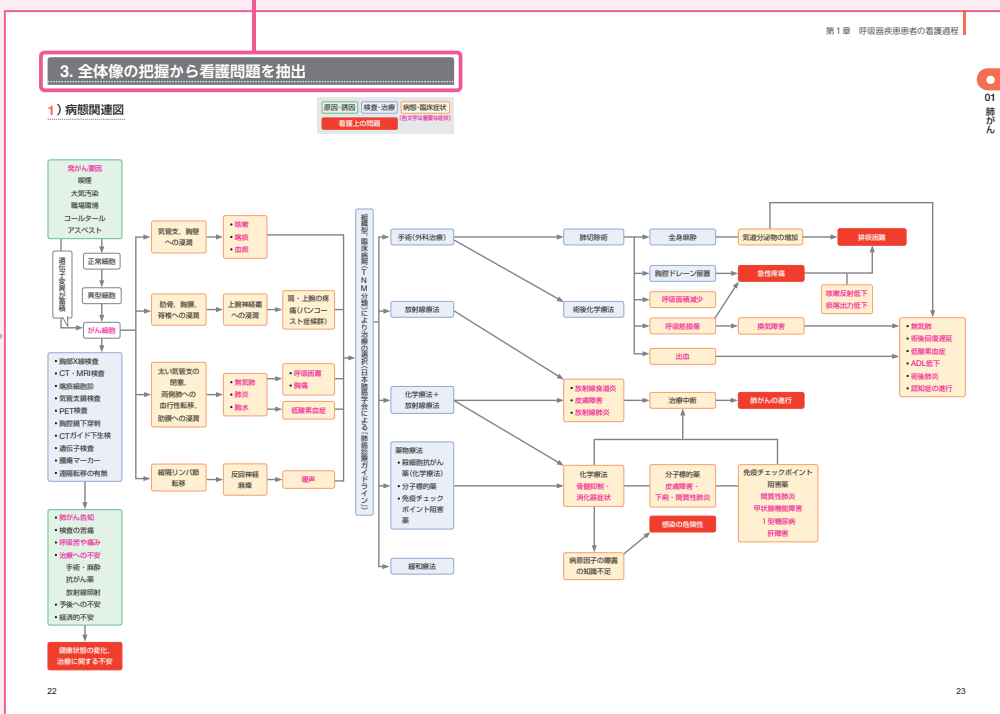 第1章 呼吸器疾患患者の看護過程
3. 全体像の把握から看護問題を抽出
1）病態関連図
原因・誘因
検査・治療
病態・臨床症状
(色文字は重要な症状)
看護上の問題
01
肺がん
発がん要因
喫煙
大気汚染
職場環境
コールタール
アスベスト
遺伝子変異が蓄積
正常細胞
異型細胞
がん細胞
•胸部X線検査
•CT・MRI検査
•喀痰細胞診
•気管支鏡検査
•PET検査
•胸腔鏡下穿刺
•CTガイド下生検
•遺伝子検査
•腫瘍マーカー
•遠隔転移の有無
•肺がん告知
•検査の苦痛
•呼吸苦や痛み
•治療への不安
手術・麻酔
抗がん薬
放射線照射
•予後への不安
•経済的不安
健康状態の変化、
治療に関する不安
気管支，胸壁
への浸潤
•咳嗽
•喀痰
•血痰
肋骨，胸膜，
脊椎への浸潤
上腕神経叢
への浸潤
肩・上腕の疼
痛(パンコー
スト症候群)
太い気管支の
閉塞，
両側肺への
血行性転移，
肋膜への浸潤
•無気肺
•肺炎
•胸水
•呼吸困難
•胸痛
低酸素血症
縦隔リンパ節
転移
反回神経
麻痺
嗄声
組織型，臨床病期(TNM分類)により治療の選択(日本肺癌学会による『肺癌診療ガイドライン』)
手術(外科治療)
放射線療法
化学療法＋
放射線療法
薬物療法
•殺細胞抗がん
薬(化学療法)
•分子標的薬
•免疫チェック
ポイント阻害
薬
緩和療法
肺切除術
術後化学療法
•放射線食道炎
•皮膚障害
•放射線肺炎
化学療法
骨髄抑制・
消化器症状
病原因子の曝露
の知識不足
全身麻酔
胸腔ドレーン留置
呼吸面積減少
呼吸筋損傷
出血
治療中断
分子標的薬
皮膚障害・
下痢・間質性肺炎
感染の危険性
気道分泌物の増加
急性疼痛
換気障害
肺がんの進行
免疫チェックポイント
阻害薬
間質性肺炎
甲状腺機能障害
1型糖尿病
肝障害
排痰困難
咳嗽反射低下
痰喀出力低下
•無気肺
•術後回復遅延
•低酸素血症
•ADL低下
•術後肺炎
•認知症の進行
22
23